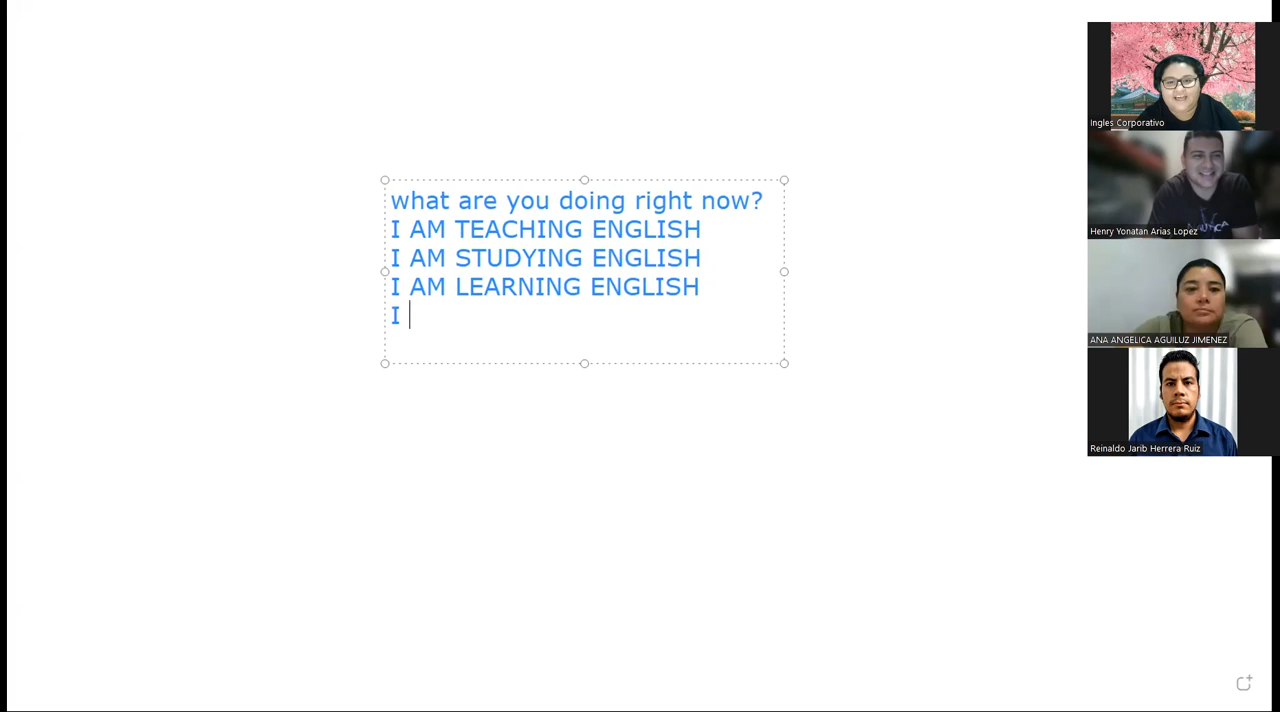 what are you doing right now?
I AM TEACHING ENGLISH
I AM STUDYING ENGLISH
I AM LEARNING ENGLISH
I
Ingles Corporativo
Henry Yonatan Arias Lopez
ANA ANGELICA AGUILUZ JIMENEZ
Reinaldo Jarib Herrera Ruiz